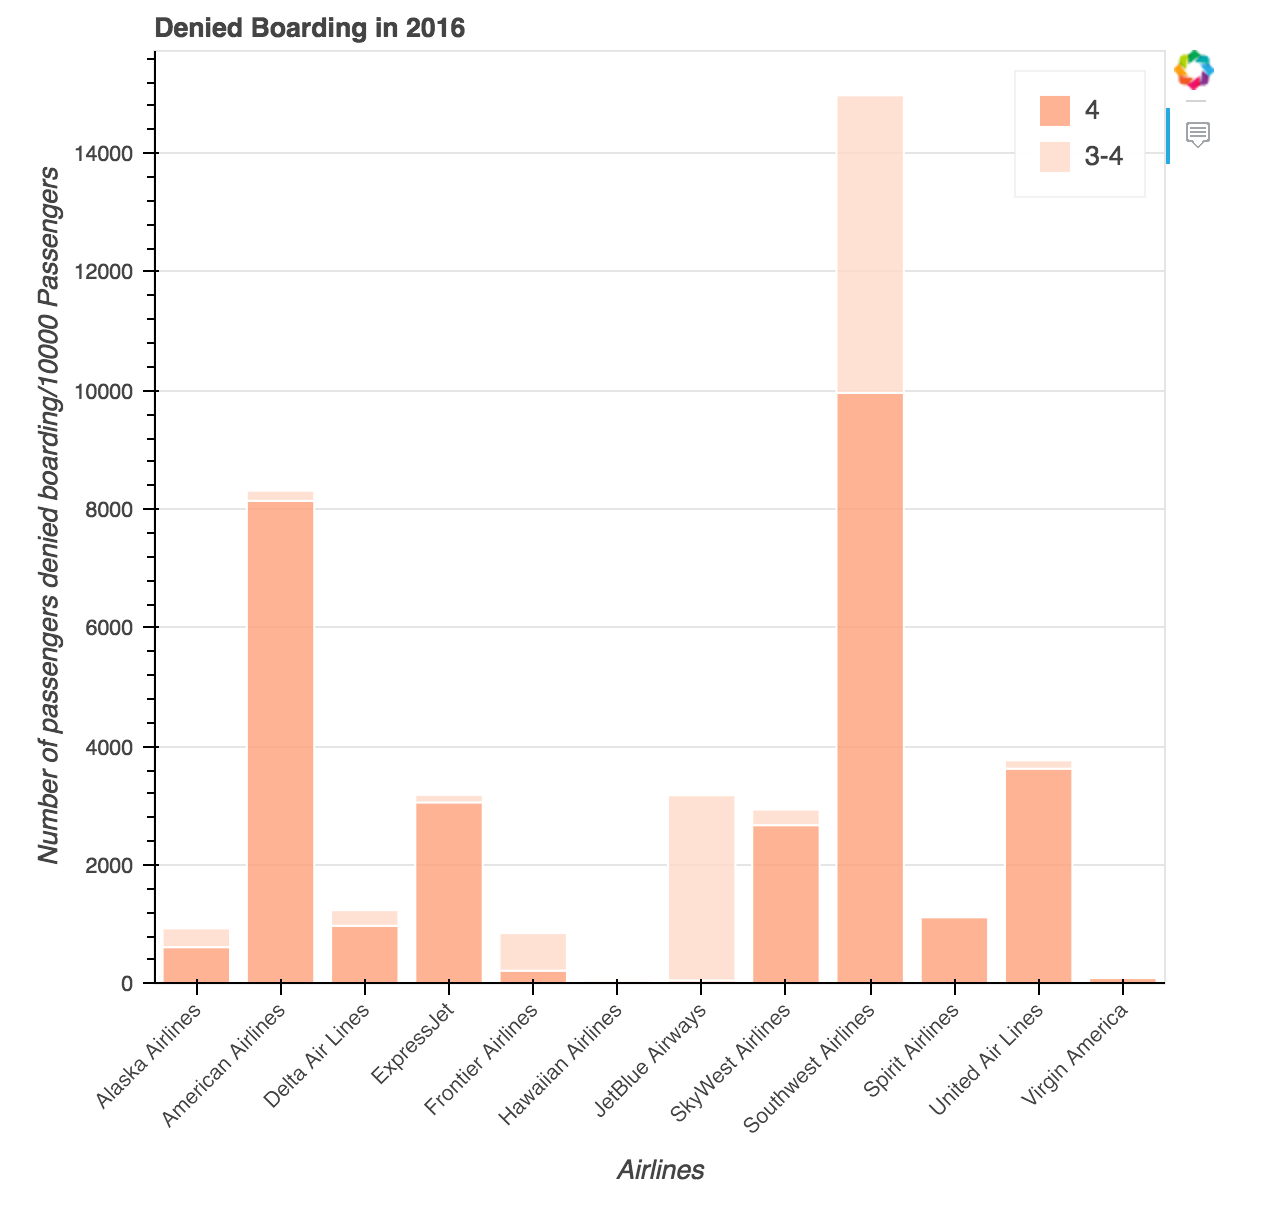 Denied Boarding in 2016
4
3-4
Number of passengers denied boarding/10000 Passengers
14000
12000
10000
8000
6000
4000
2000
0
Alaska Airlines
American Airlines
Delta Air Lines
ExpressJet
Frontier Airlines
Hawaiian Airlines
JetBlue Airways
SkyWest Airlines
Southwest Airlines
Spirit Airlines
United Air Lines
Virgin America
Airlines